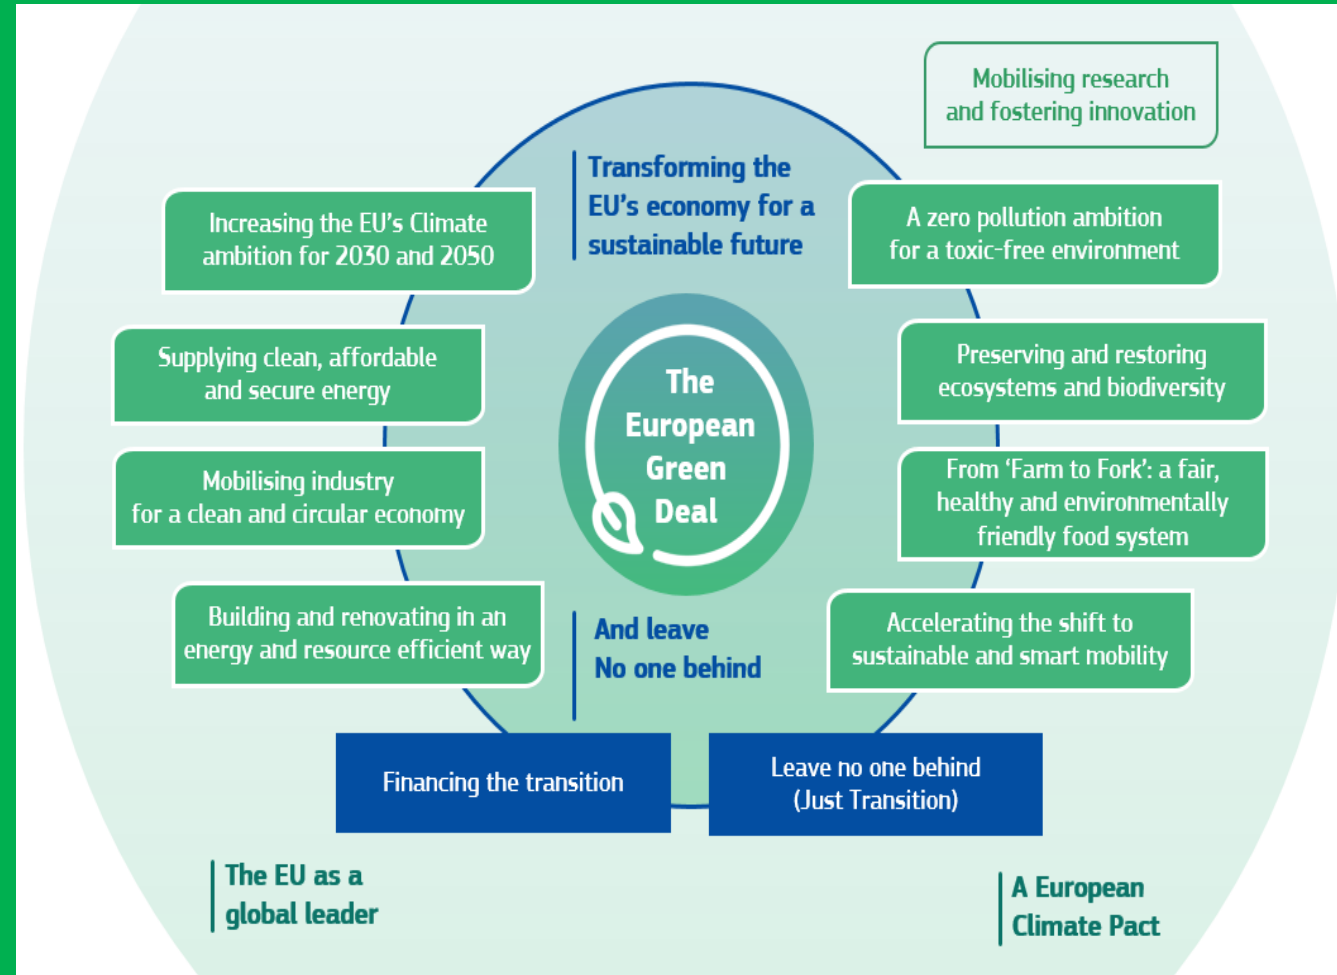 Mobilising research
and fostering innovation
Transforming the
EU's economy for a
sustainable future
Increasing the EU's Climate
ambition for 2030 and 2050
A zero pollution ambition
for a toxic-free environment
Supplying clean, affordable
and secure energy
Preserving and restoring
ecosystems and biodiversity
The
European
Green
Deal
Mobilising industry
for a clean and circular economy
From ‘Farm to Fork’: a fair,
healthy and environmentally
friendly food system
Building and renovating in an
energy and resource efficient way
And leave
No one behind
Accelerating the shift to
sustainable and smart mobility
Financing the transition
Leave no one behind
(Just Transition)
The EU as a
global leader
A European
Climate Pact